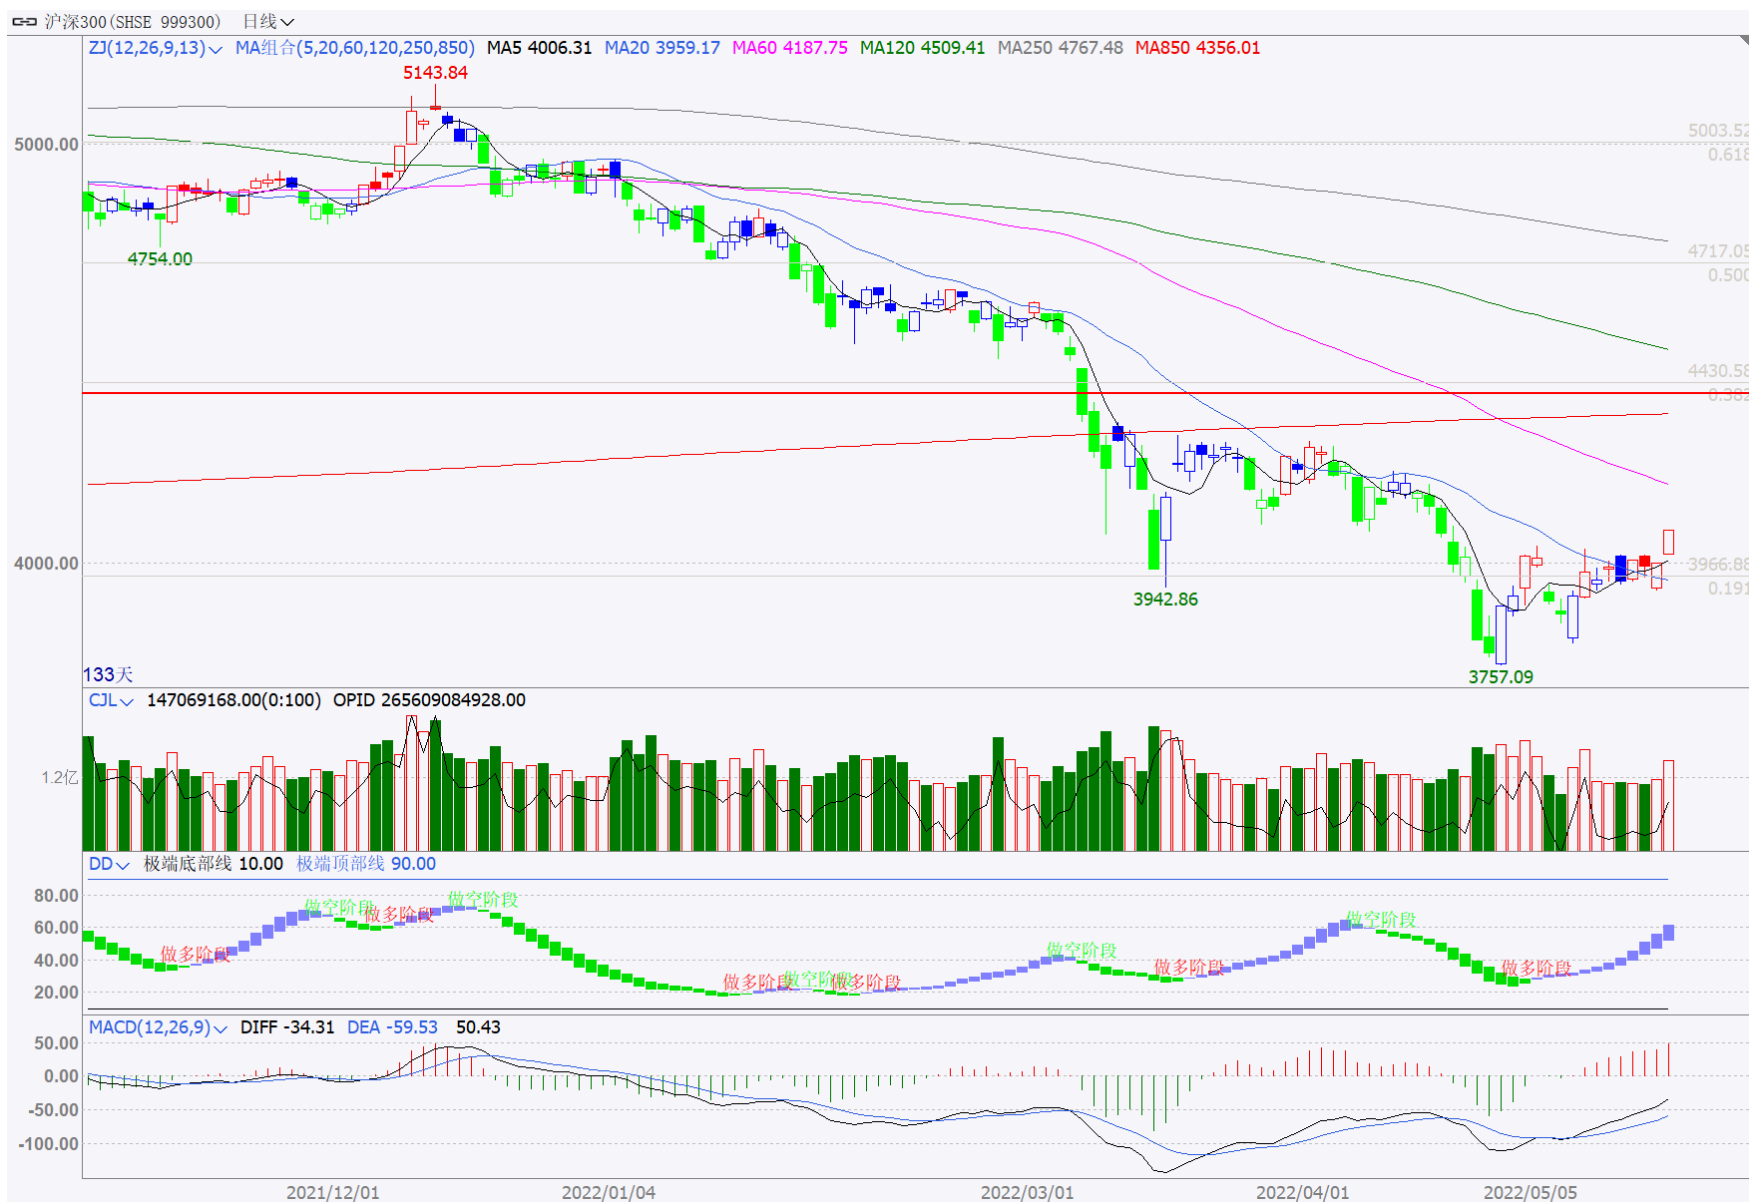 沪深300(SHSE 999300) 日线
ZJ(12,26,9,13) MA组合(5,20,60,120,250,850) MA5 4006.31 MA20 3959.17 MA60 4187.75 MA120 4509.41 MA250 4767.48 MA850 4356.01
5143.84
5000.00
5003.52
0.618
4754.00
4717.05
0.500
4430.58
0.382
4000.00
3966.88
0.191
3942.86
3757.09
133天
CJL 147069168.00(0:100) OPID 265609084928.00
1.2亿
DD 极端底部线 10.00 极端顶部线 90.00
80.00
60.00
40.00
20.00
做多阶段
做空阶段
做多阶段
做空阶段
做多阶段
做空阶段
做多阶段
做空阶段
做多阶段
做空阶段
做多阶段
MACD(12,26,9) DIFF -34.31 DEA -59.53 50.43
50.00
0.00
-50.00
-100.00
2021/12/01 2022/01/04 2022/03/01 2022/04/01 2022/05/05